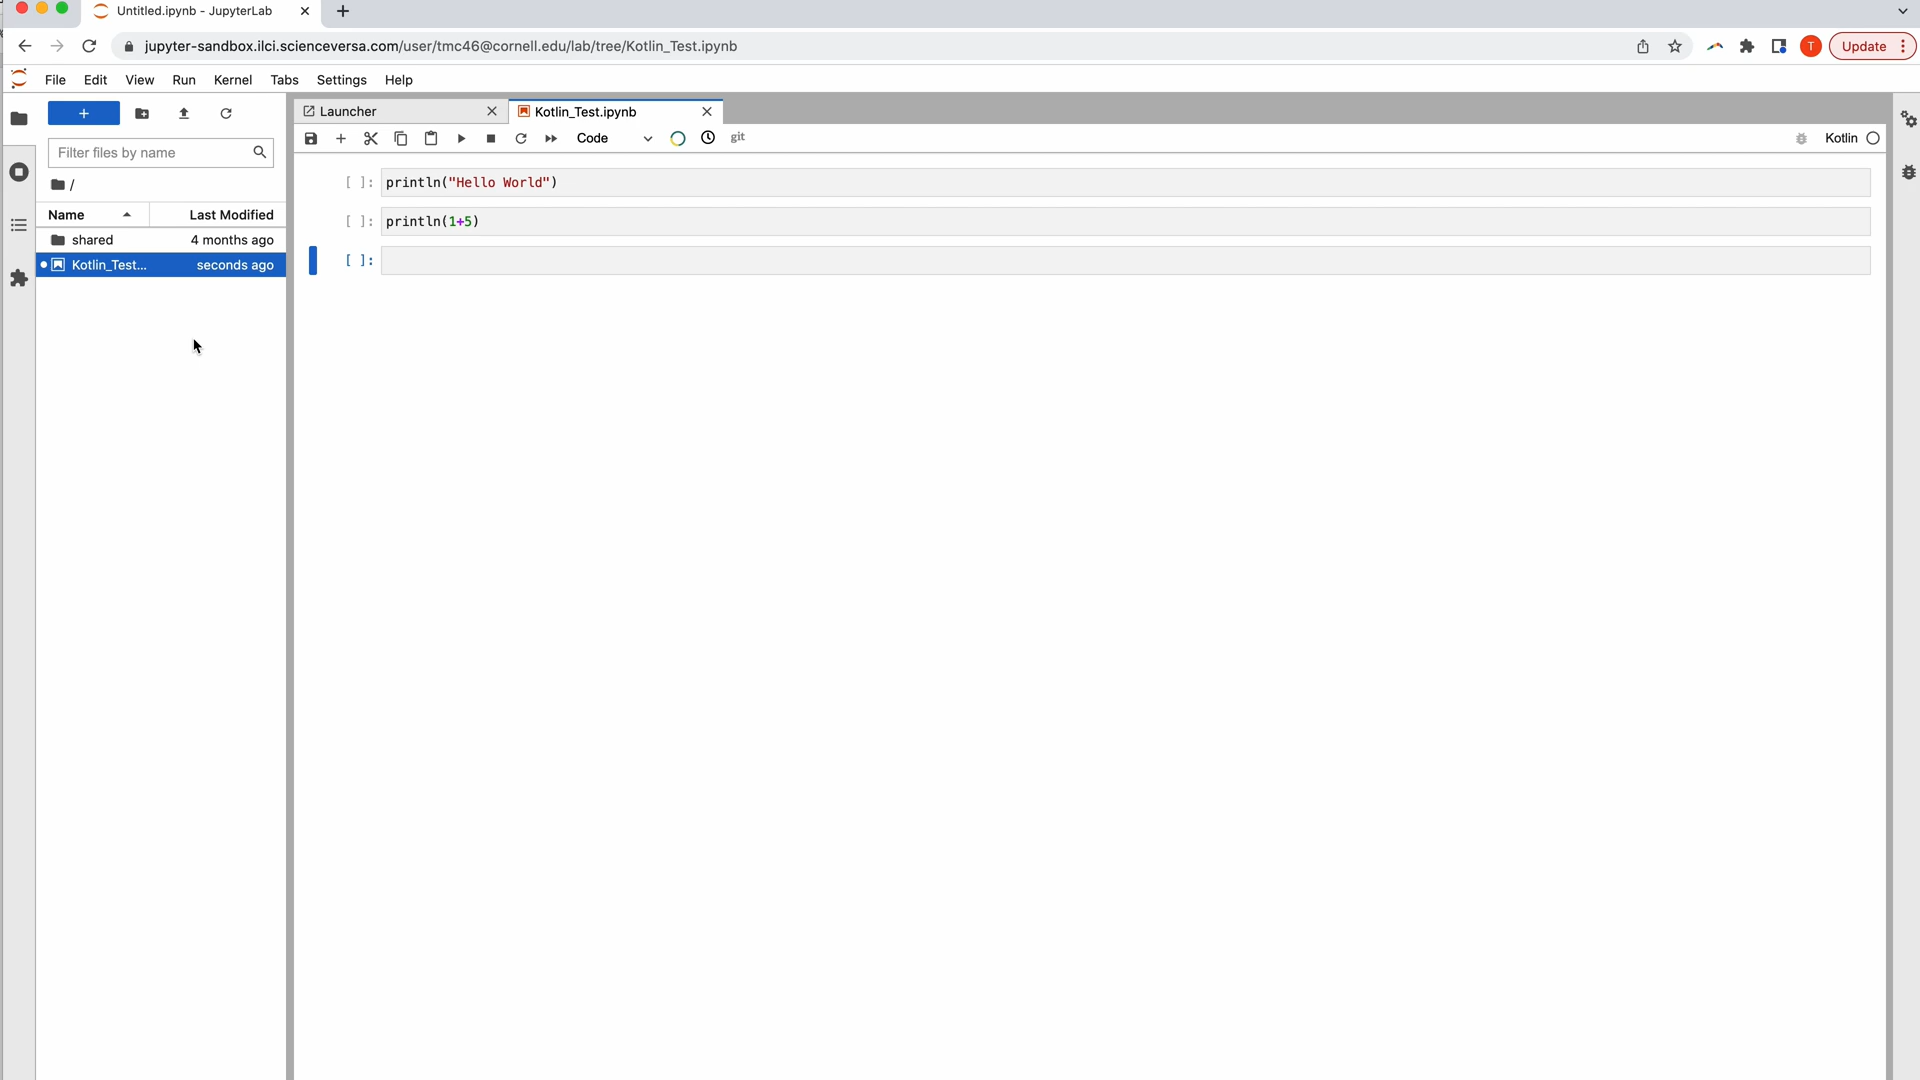 Untitled.ipynb - JupyterLab
jupyter-sandbox.ilci.scienceversa.com/user/tmc46@cornell.edu/lab/tree/Kotlin_Test.ipynb
T
Update
File Edit View Run Kernel Tabs Settings Help
Launcher
Kotlin_Test.ipynb
Code
git
Kotlin
Filter files by name
/
Name Last Modified
shared 4 months ago
Kotlin_Test... seconds ago
[ ]: println("Hello World")
[ ]: println(1+5)
[ ]: